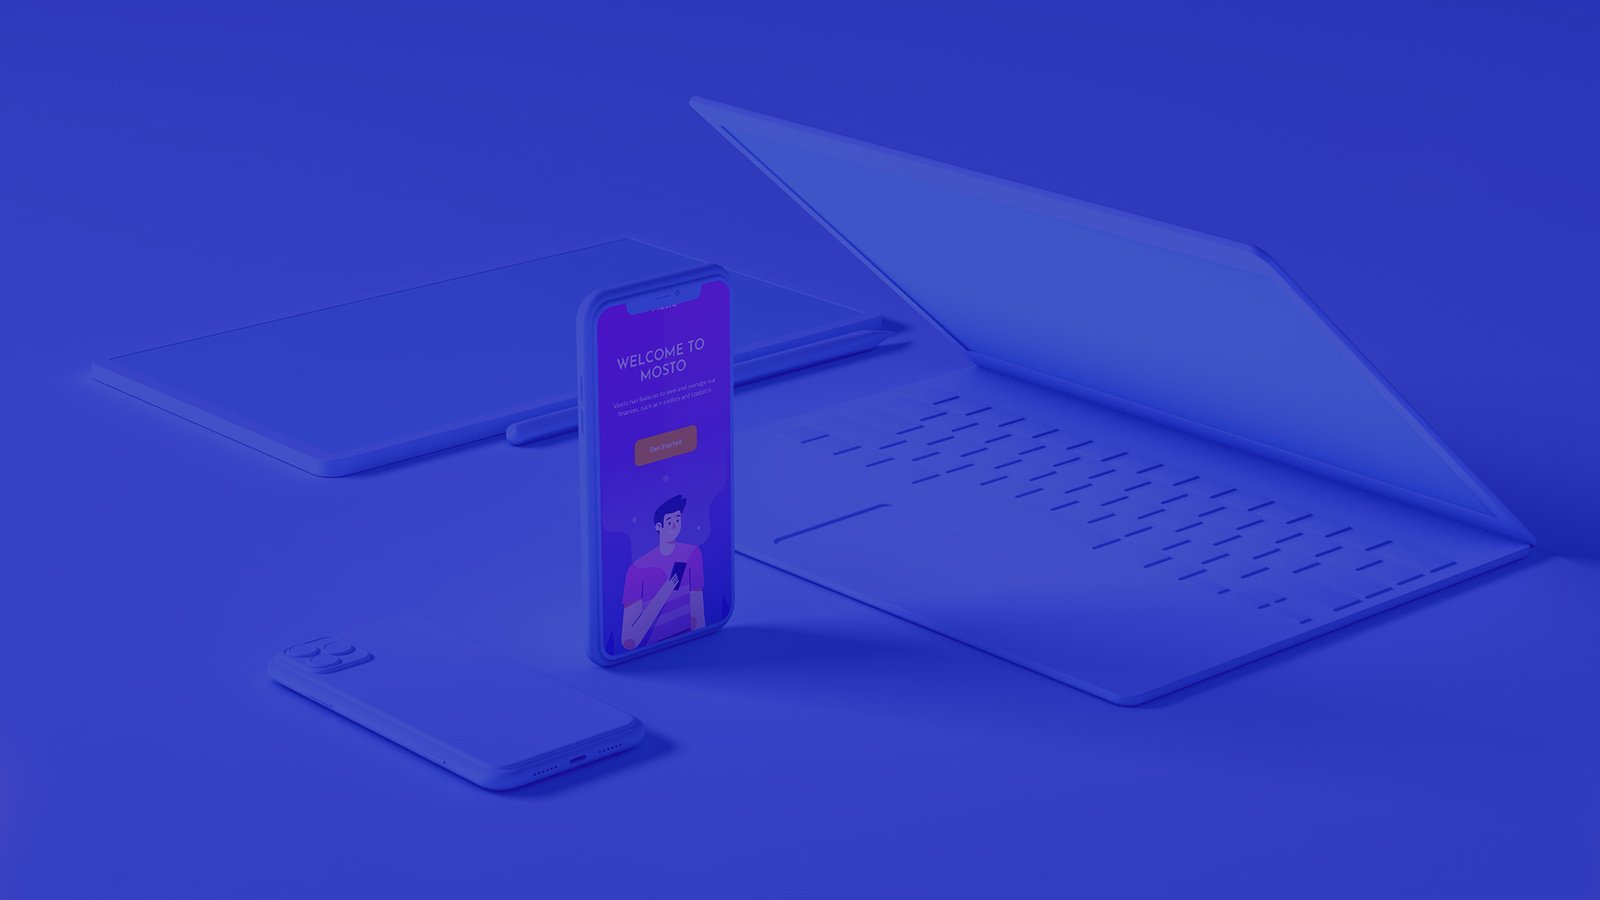 WELCOME TO
MOSTO
Mosto has features to view and manage our
finances, such as transfers and statistics
Get Started